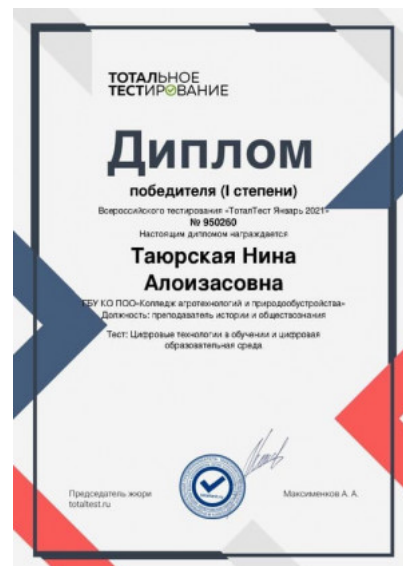 ТОТАЛЬНОЕ
ТЕСТИРОВАНИЕ
Диплом
победителя (I степени)
Всероссийского тестирования «ТоталТест Январь 2021»
№ 950260
Настоящим дипломом награждается
Таюрская Нина
Алоизасовна
ГБУ КО ПОО«Колледж агротехнологий и природообустройства»
Должность: преподаватель истории и обществознания
Тест: Цифровые технологии в обучении и цифровая
образовательная среда
Председатель жюри
totaltest.ru
Максименков А. А.